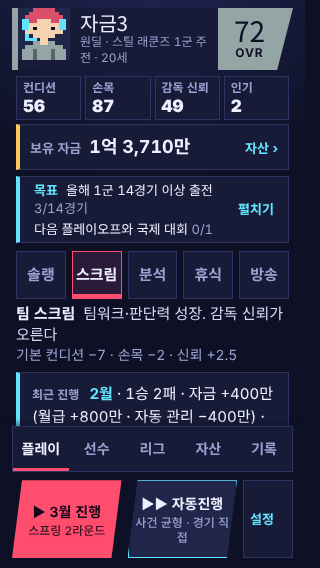 자금3
원딜 · 스틸 래쿤즈 1군 주
전 · 20세
72
OVR
컨디션
56
손목
87
감독 신뢰
49
인기
2
보유 자금 1억 3,710만
자산 ›
목표 올해 1군 14경기 이상 출전
3/14경기
다음 플레이오프와 국제 대회 0/1
펼치기
솔랭
스크림
분석
휴식
방송
팀 스크림 팀워크·판단력 성장. 감독 신뢰가
오른다
기본 컨디션 −7 · 손목 −2 · 신뢰 +2.5
최근 진행 2월 · 1승 2패 · 자금 +400만
(월급 +800만 · 자동 관리 −400만) ·
플레이
선수
리그
자산
기록
▶ 3월 진행
스프링 2라운드
▶▶ 자동진행
사건 균형 · 경기 직
접
설정